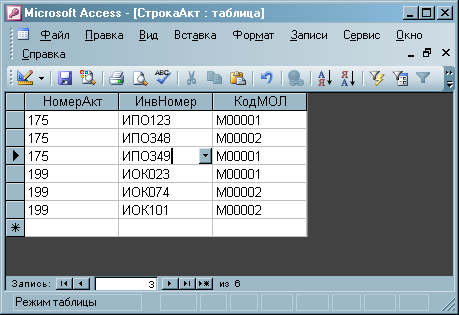 Microsoft Access - [СтрокаАкт : таблица]
Файл Правка Вид Вставка Формат Записи Сервис Окно
Справка
НомерАкт ИнвНомер КодМОЛ
175 ИПО123 М00001
175 ИПО348 М00002
175 ИПО349 М00001
199 ИОК023 М00001
199 ИОК074 М00002
199 ИОК101 М00002
Запись: 3 из 6
Режим таблицы